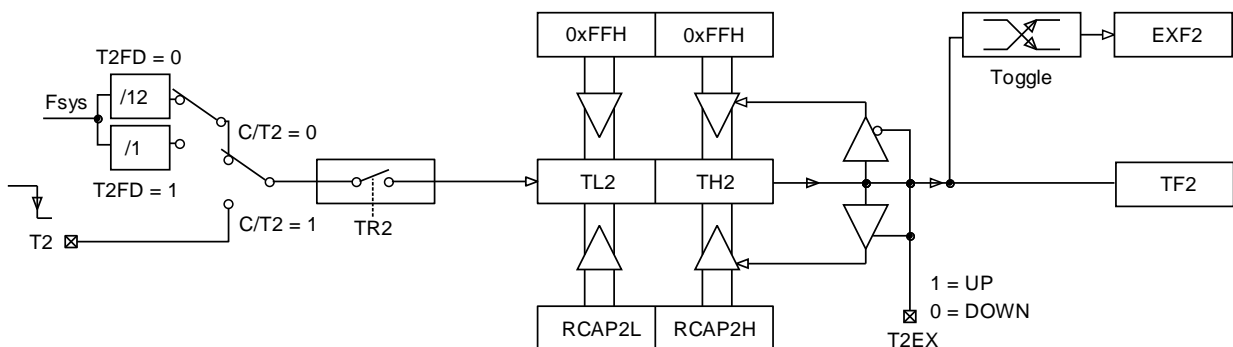 0xFFH 0xFFH
EXF2
T2FD = 0
Toggle
Fsys
/12
C/T2 = 0
/1
T2FD = 1
TL2 TH2
TF2
C/T2 = 1
TR2
T2
1 = UP
0 = DOWN
RCAP2L RCAP2H
T2EX